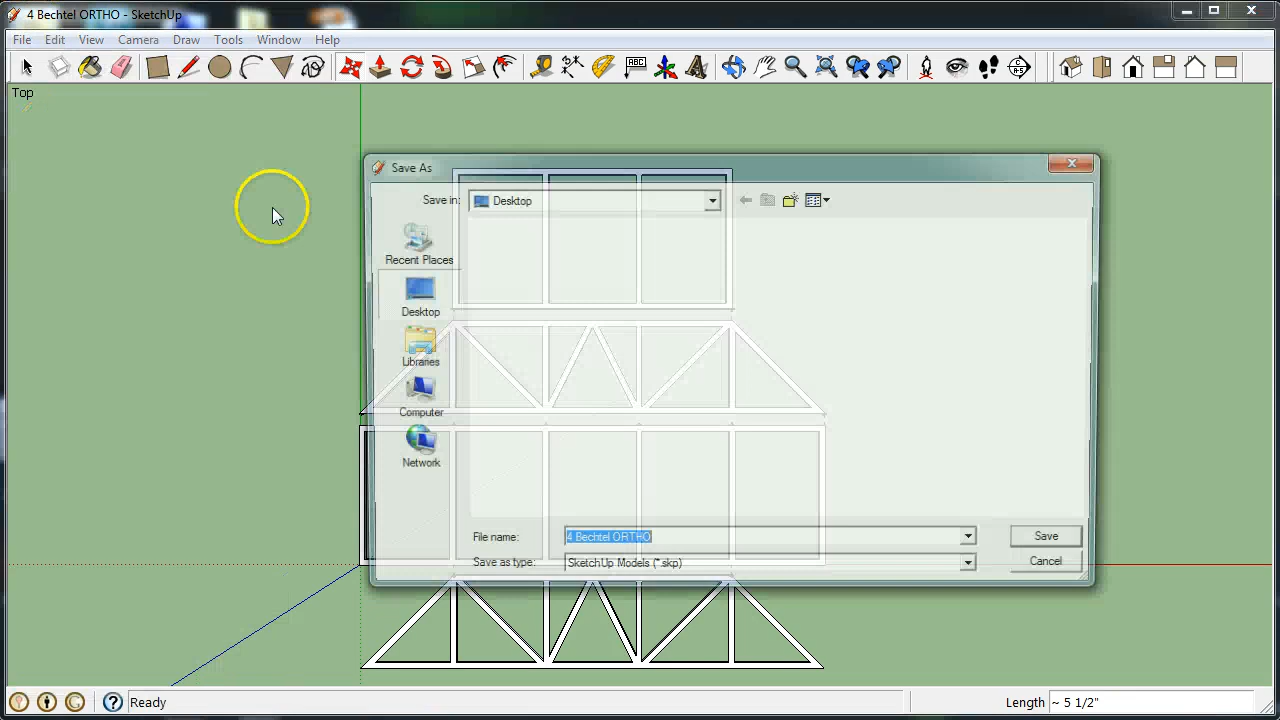 4 Bechtel ORTHO - SketchUp
File Edit View Camera Draw Tools Window Help
ABC
Top
Save As
Save in: Desktop
Recent Places
Desktop
Libraries
Computer
Network
File name: 4 Bechtel ORTHO Save
Save as type: SketchUp Models (*.skp) Cancel
Ready Length ~ 5 1/2"